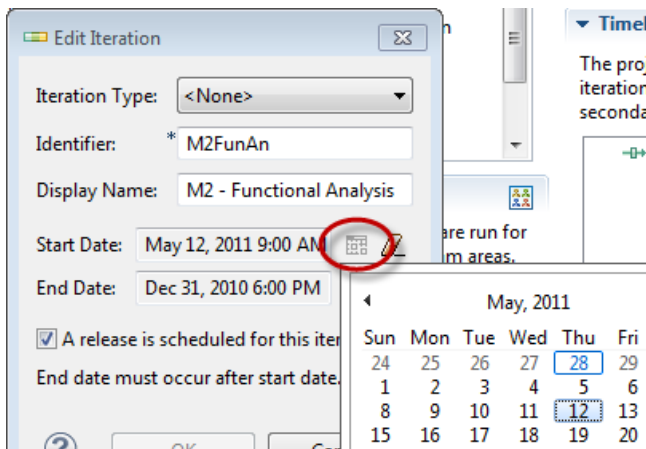 Edit Iteration
Iteration Type: <None>
Identifier: * M2FunAn
Display Name: M2 - Functional Analysis
Start Date: May 12, 2011 9:00 AM
End Date: Dec 31, 2010 6:00 PM
A release is scheduled for this iter
End date must occur after start date.
?
n
are run for
m areas.
Timel
The proj
iteration
seconda
May, 2011
Sun Mon Tue Wed Thu Fri
24 25 26 27 28 29
1 2 3 4 5 6
8 9 10 11 12 13
15 16 17 18 19 20